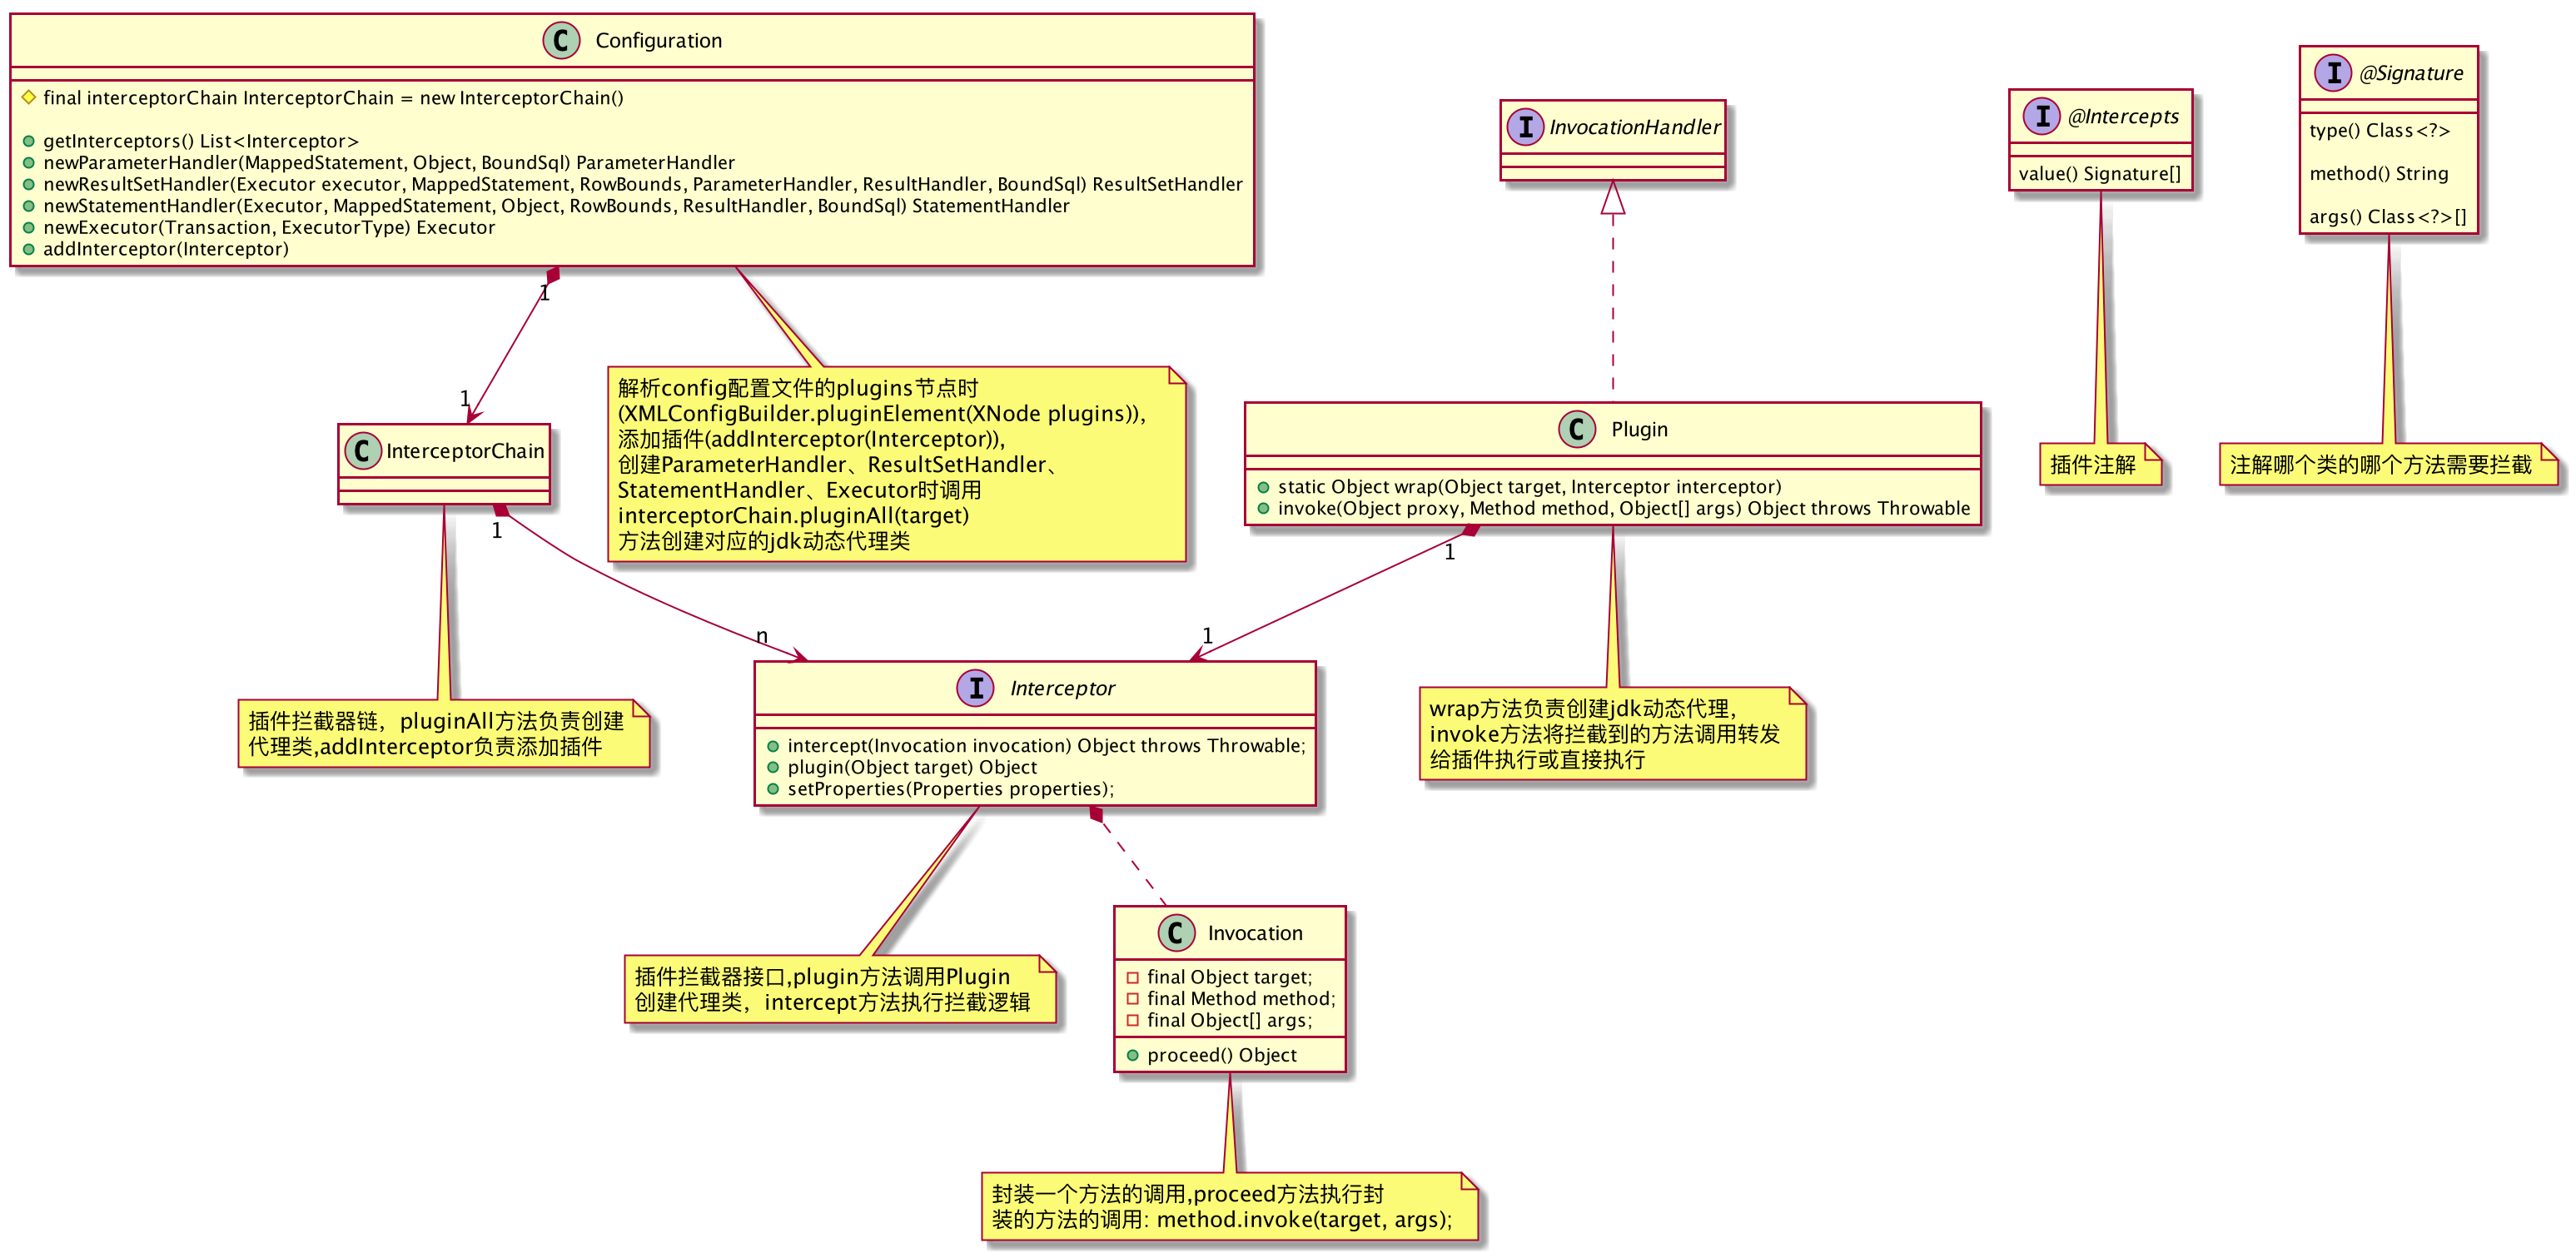 C Configuration
final interceptorChain InterceptorChain = new InterceptorChain()
getInterceptors() List<Interceptor>
newParameterHandler(MappedStatement, Object, BoundSql) ParameterHandler
newResultSetHandler(Executor executor, MappedStatement, RowBounds, ParameterHandler, ResultHandler, BoundSql) ResultSetHandler
newStatementHandler(Executor, MappedStatement, Object, RowBounds, ResultHandler, BoundSql) StatementHandler
newExecutor(Transaction, ExecutorType) Executor
addInterceptor(Interceptor)
I InvocationHandler
I @Intercepts
value() Signature[]
I @Signature
type() Class<?>
method() String
args() Class<?>[]
1
1
C InterceptorChain
解析config配置文件的plugins节点时
(XMLConfigBuilder.pluginElement(XNode plugins)),
添加插件(addInterceptor(Interceptor)),
创建ParameterHandler、ResultSetHandler、
StatementHandler、Executor时调用
interceptorChain.pluginAll(target)
方法创建对应的jdk动态代理类
C Plugin
static Object wrap(Object target, Interceptor interceptor)
invoke(Object proxy, Method method, Object[] args) Object throws Throwable
插件注解
注解哪个类的哪个方法需要拦截
1
n
1
1
插件拦截器链，pluginAll方法负责创建
代理类,addInterceptor负责添加插件
I Interceptor
intercept(Invocation invocation) Object throws Throwable;
plugin(Object target) Object
setProperties(Properties properties);
wrap方法负责创建jdk动态代理,
invoke方法将拦截到的方法调用转发
给插件执行或直接执行
插件拦截器接口,plugin方法调用Plugin
创建代理类，intercept方法执行拦截逻辑
C Invocation
final Object target;
final Method method;
final Object[] args;
proceed() Object
封装一个方法的调用,proceed方法执行封
装的方法的调用: method.invoke(target, args);